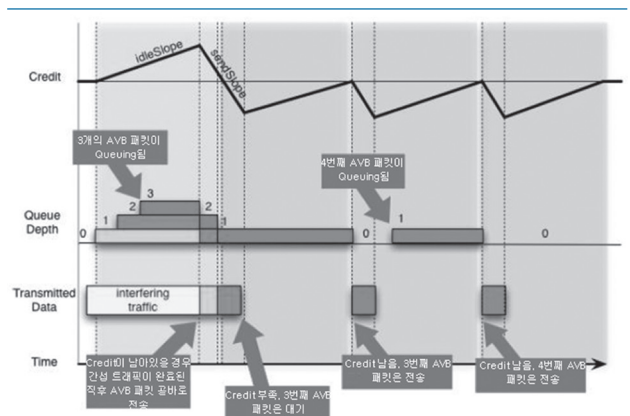 Credit
idleSlope
sendSlope
3개의 AVB 패킷이
Queuing됨
4번째 AVB 패킷이
Queuing됨
Queue
Depth
0
1
2
3
2
1
0
1
0
Transmitted
Data
interfering
traffic
Time
Credit이 남아있을 경우
간섭 트래픽이 완료된
직후 AVB 패킷 곧바로
전송
Credit 부족, 3번째 AVB
패킷은 대기
Credit 남음, 3번째 AVB
패킷은 전송
Credit 남음, 4번째 AVB
패킷은 전송